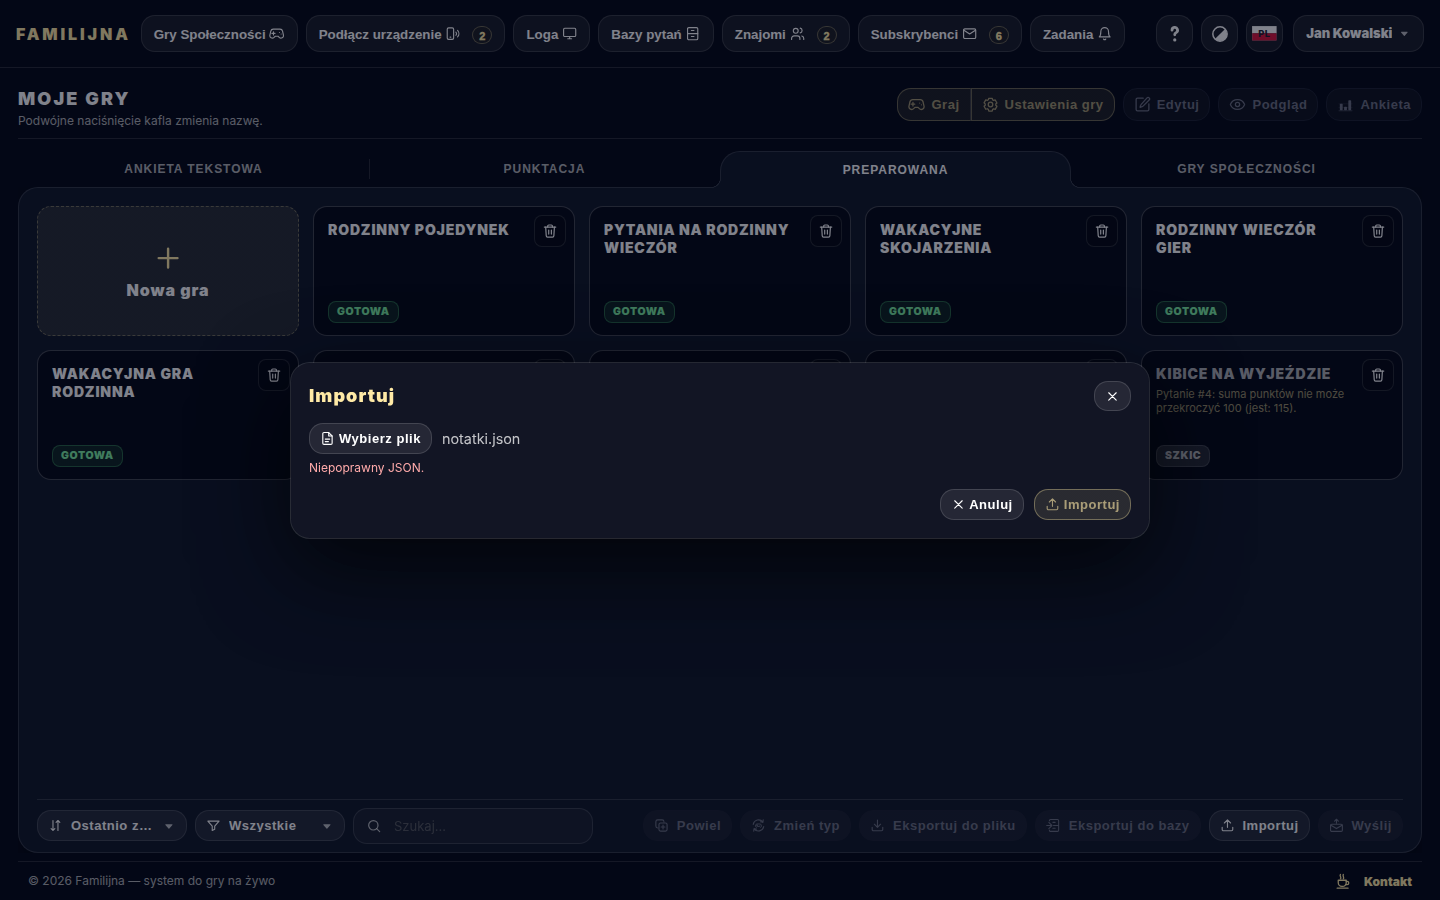 FAMILIJNA
Gry Społeczności
Podłącz urządzenie 2
Loga
Bazy pytań
Znajomi 2
Subskrybenci 6
Zadania
?
PL
Jan Kowalski
MOJE GRY
Podwójne naciśnięcie kafla zmienia nazwę.
Graj
Ustawienia gry
Edytuj
Podgląd
Ankieta
ANKIETA TEKSTOWA
PUNKTACJA
PREPAROWANA
GRY SPOŁECZNOŚCI
Nowa gra
RODZINNY POJEDYNEK
GOTOWA
PYTANIA NA RODZINNY
WIECZÓR
GOTOWA
WAKACYJNE
SKOJARZENIA
GOTOWA
RODZINNY WIECZÓR
GIER
GOTOWA
WAKACYJNA GRA
RODZINNA
GOTOWA
KIBICE NA WYJEŹDZIE
Pytanie #4: suma punktów nie może
przekroczyć 100 (jest: 115).
SZKIC
Importuj
Wybierz plik
notatki.json
Niepoprawny JSON.
Anuluj
Importuj
Ostatnio z...
Wszystkie
Szukaj...
Powiel
Zmień typ
Eksportuj do pliku
Eksportuj do bazy
Importuj
Wyślij
© 2026 Familijna — system do gry na żywo
Kontakt